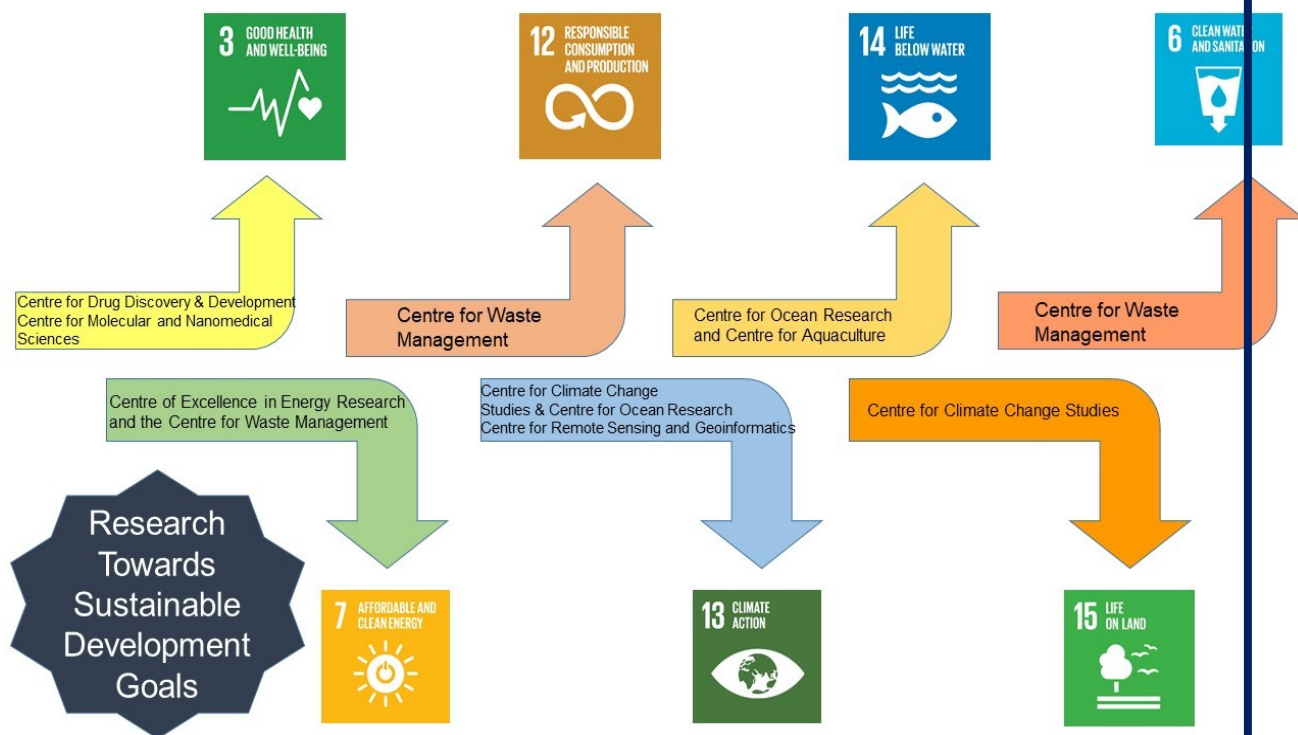 3 GOOD HEALTH
AND WELL-BEING
12 RESPONSIBLE
CONSUMPTION
AND PRODUCTION
14 LIFE
BELOW WATER
6 CLEAN WATER
AND SANITATION
Centre for Drug Discovery & Development
Centre for Molecular and Nanomedical
Sciences
Centre for Waste
Management
Centre for Ocean Research
and Centre for Aquaculture
Centre for Waste
Management
Centre of Excellence in Energy Research
and the Centre for Waste Management
Centre for Climate Change
Studies & Centre for Ocean Research
Centre for Remote Sensing and Geoinformatics
Centre for Climate Change Studies
Research
Towards
Sustainable
Development
Goals
7 AFFORDABLE AND
CLEAN ENERGY
13 CLIMATE
ACTION
15 LIFE
ON LAND